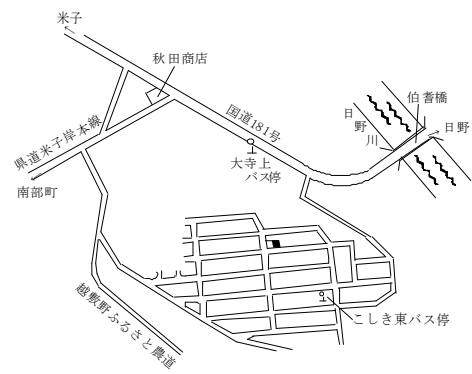 米子
秋田商店
国道181号
伯耆橋
日野
日野川
県道米子岸本線
大寺上
バス停
南部町
こしき東バス停
越敷野ふるさと農道